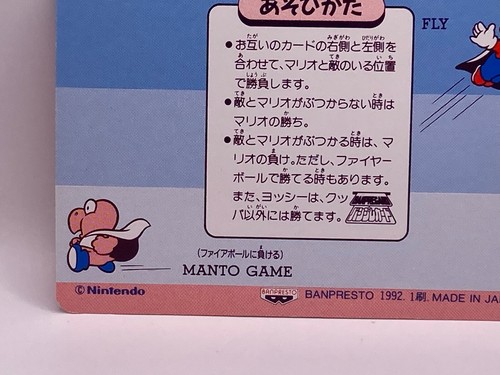 あそびかた
FLY
●お互いのカードの右側と左側を
合わせて、マリオと敵のいる位置
で勝負します。
●敵とマリオがぶつからない時は
マリオの勝ち。
●敵とマリオがぶつかる時は、マ
リオの負け。ただし、ファイヤー
ボールで勝てる時もあります。
また、ヨッシーは、クッ
パ以外には勝てます。
BANPRESTO
(ファイアボールに負ける)
MANTO GAME
©Nintendo
BANPRESTO
BANPRESTO 1992. 1刷. MADE IN JA